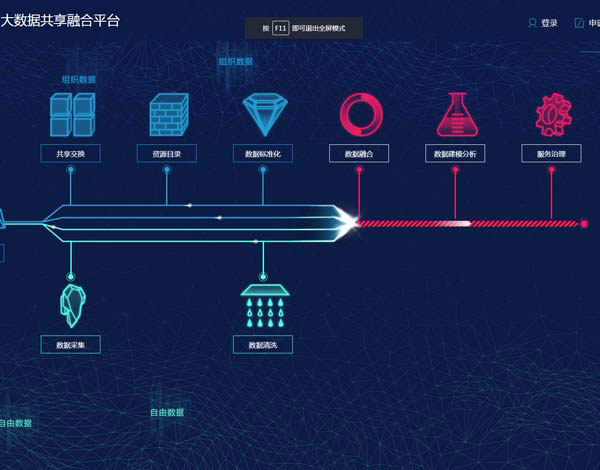 大数据共享融合平台
按 F11 即可退出全屏模式
登录
申请
组织数据
组织数据
共享交换
资源目录
数据标准化
数据融合
数据建模分析
服务治理
数据采集
数据清洗
自由数据
自由数据